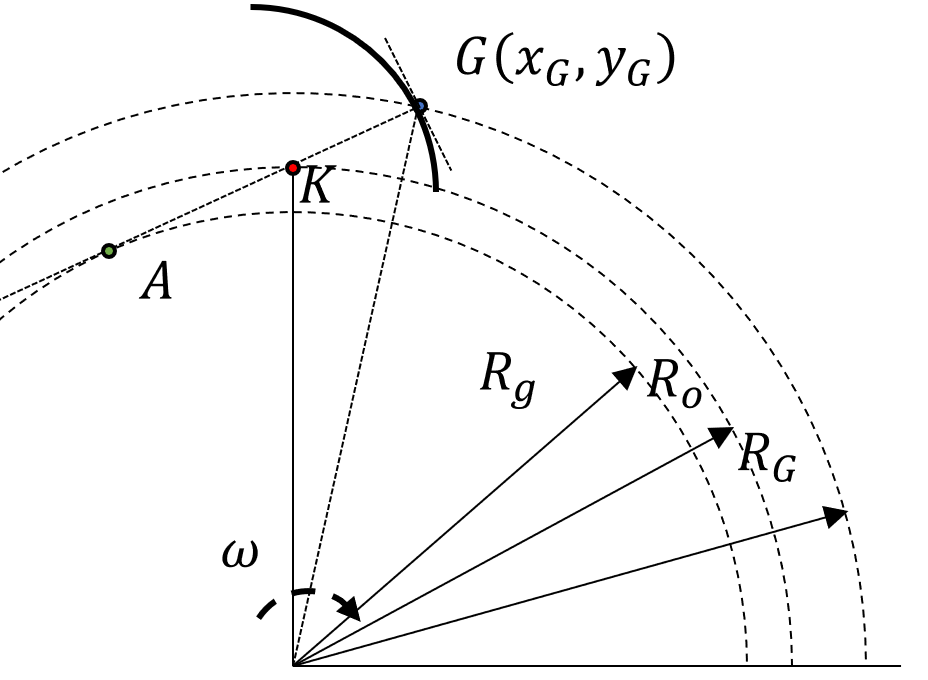 G(x_G, y_G)
K
A
R_g
R_o
R_G
ω